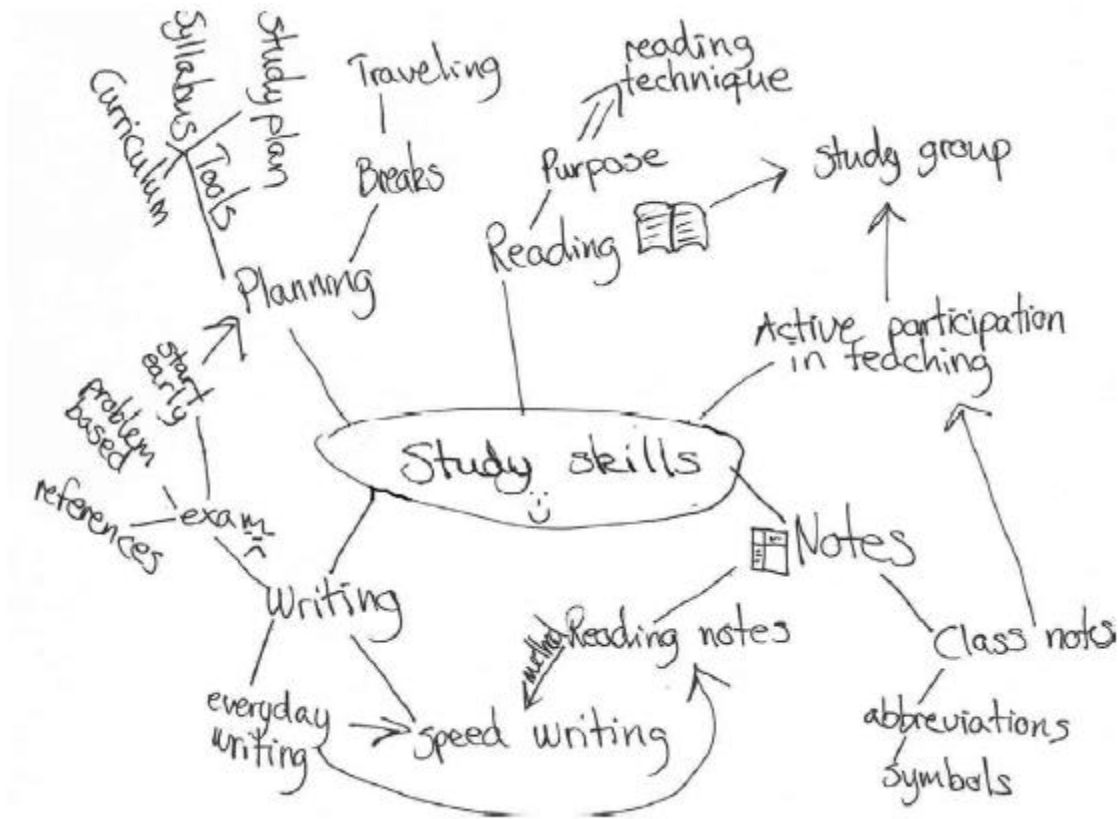 Curriculum
Syllabus
Study plan
Tools
Traveling
Breaks
Planning
reading
technique
Purpose
Reading
study group
Active participation
in teaching
start
early
problem
based
references
exam
Study skills
Notes
Writing
method
Reading notes
Class notes
everyday
writing
speed writing
abbreviations
symbols